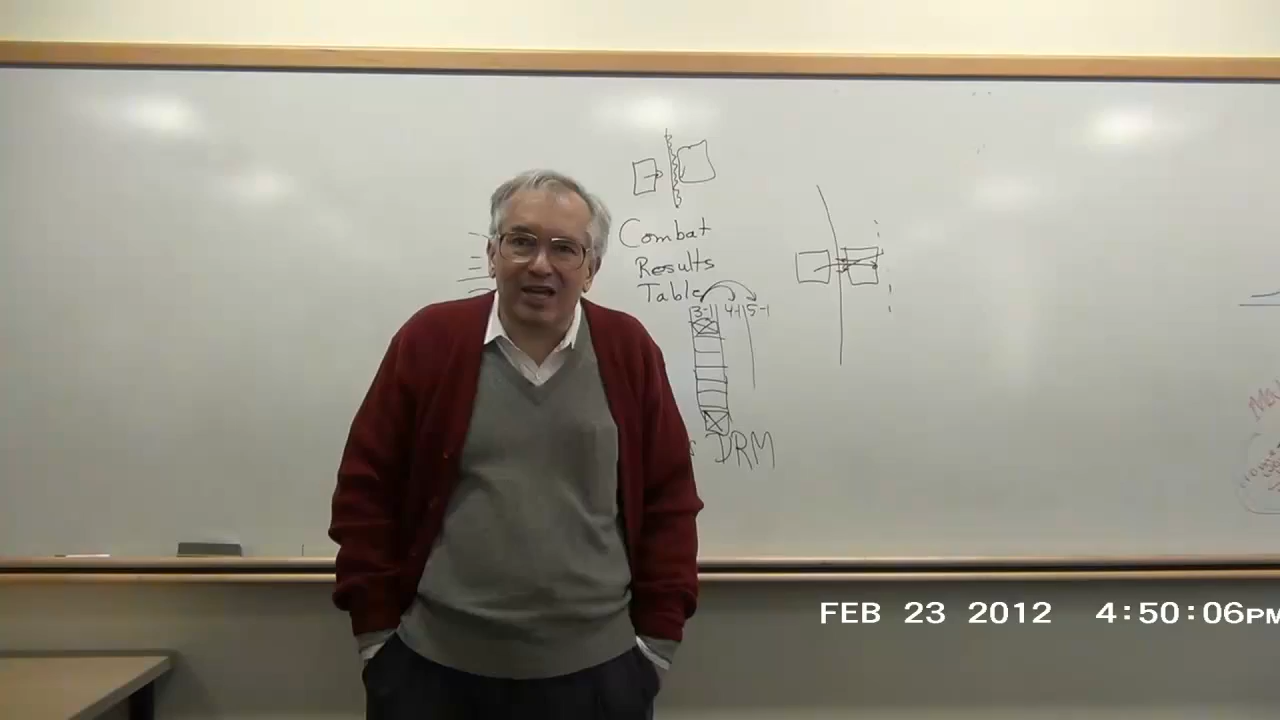 Combat
Results
Table
3-1 4-1 5-1
DRM
FEB 23 2012 4:50:06PM